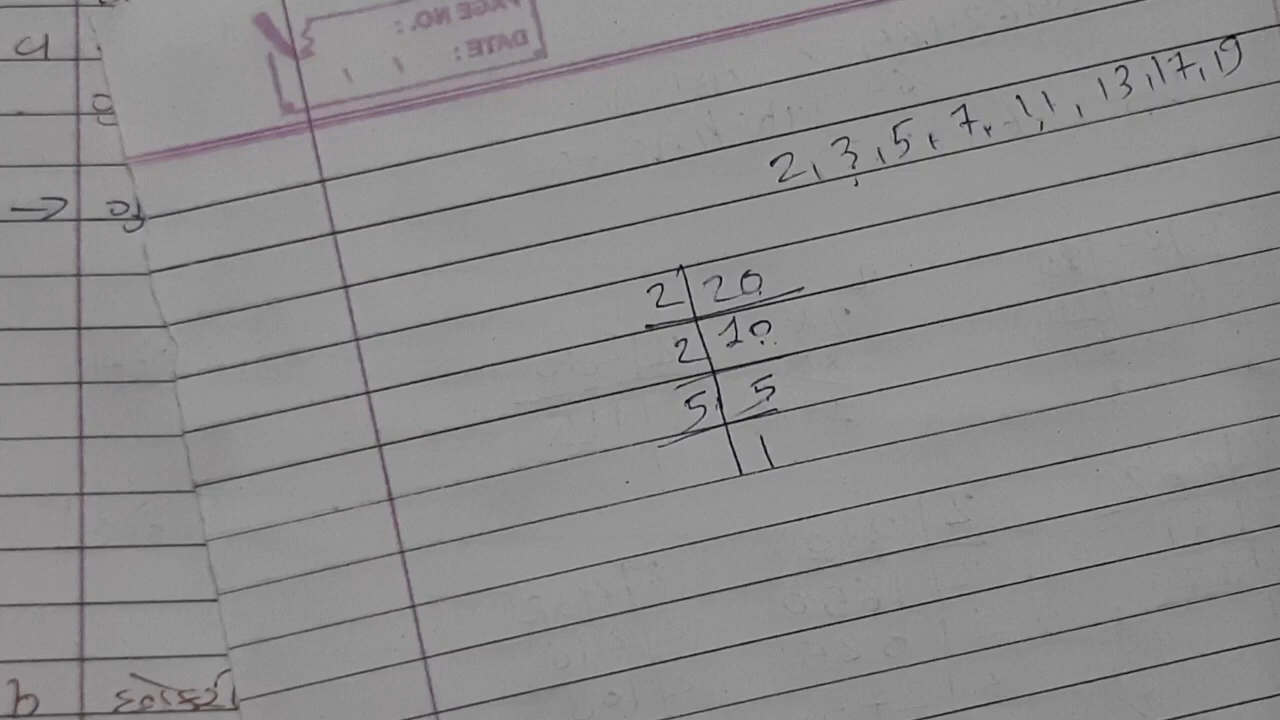 PAGE NO.:
DATE:
2, 3, 5, 7, 11, 13, 17, 19
2 20
2 10
5 5
1